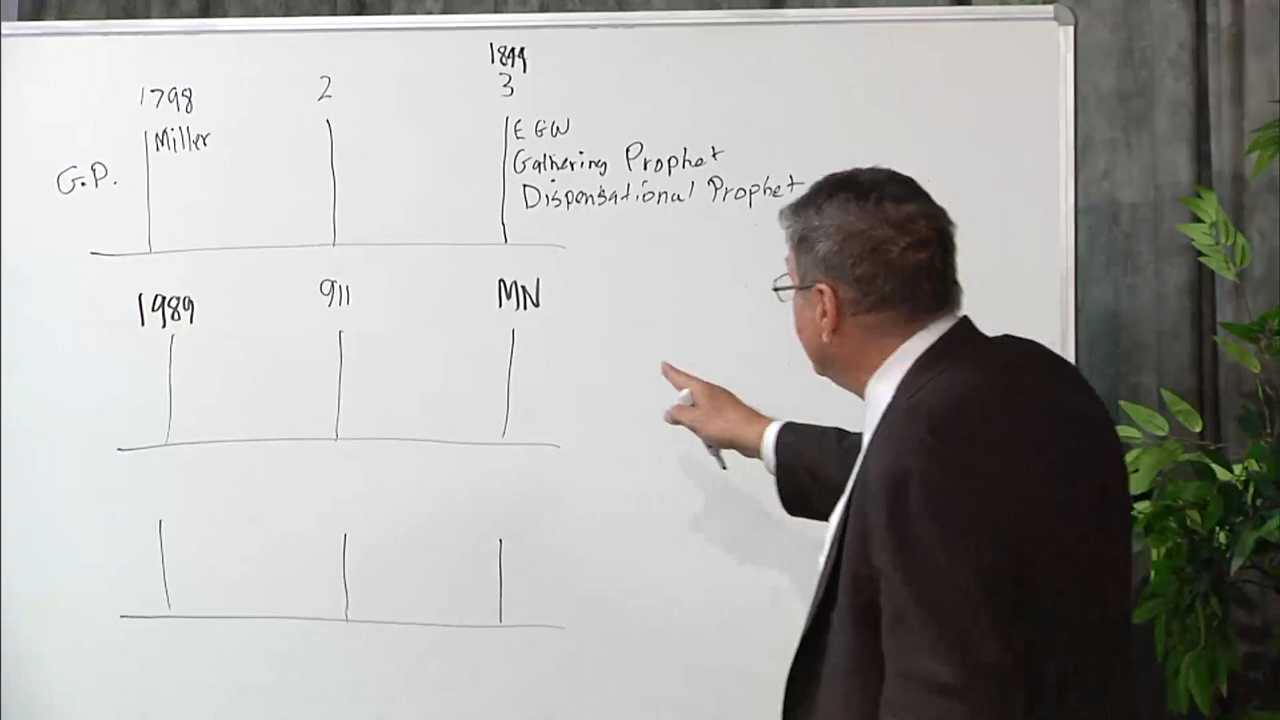 1844
1798 2 3
Miller EGW
G.P. Gathering Prophet
Dispensational Prophet
1989 911 MN